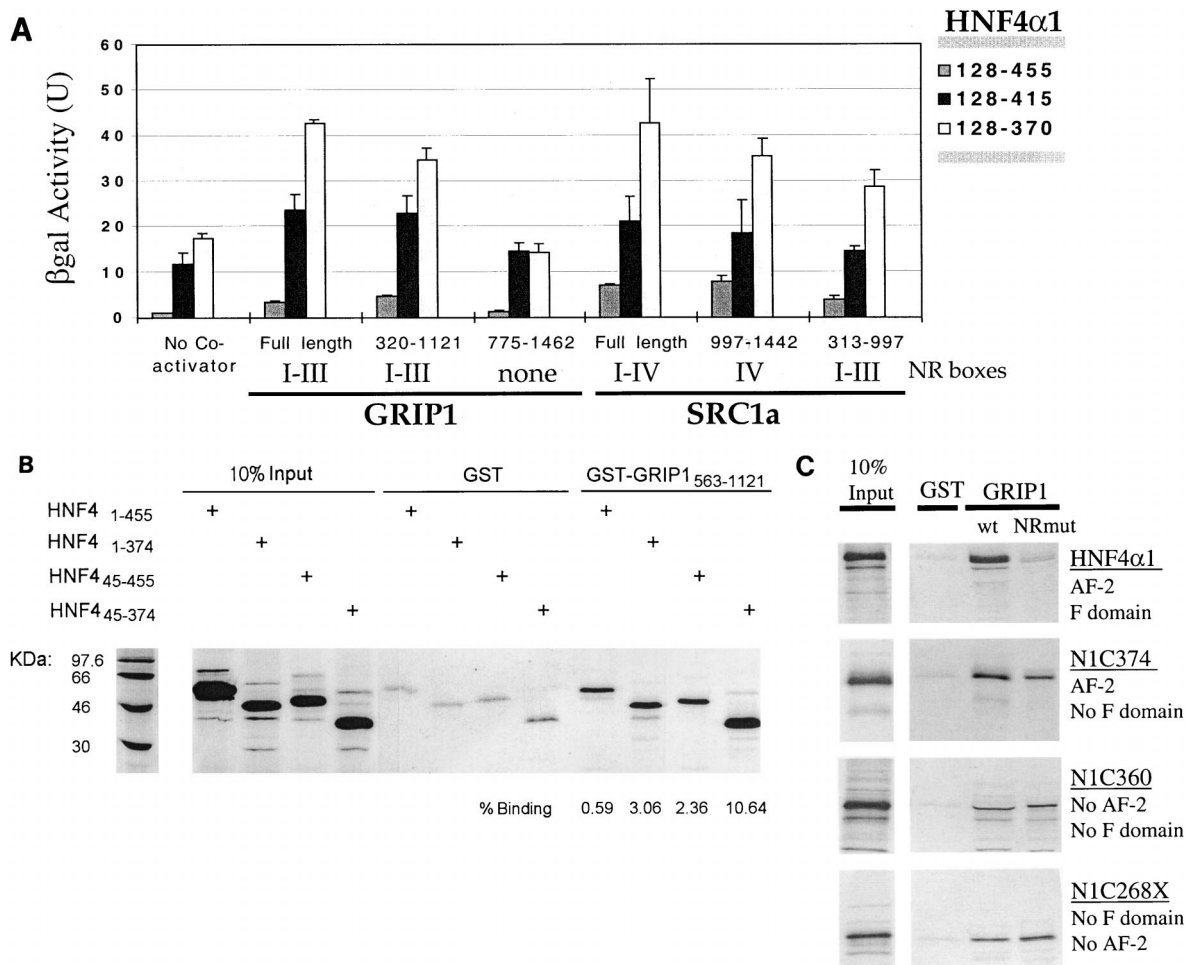 A
HNF4α1
128-455
128-415
128-370
βgal Activity (U)
60
50
40
30
20
10
0
No Co-activator
Full length 320-1121 775-1462 Full length 997-1442 313-997
I-III I-III none I-IV IV I-III NR boxes
GRIP1 SRC1a
B
10% Input GST GST-GRIP1 563-1121
HNF4 1-455 + + +
HNF4 1-374 + + +
HNF4 45-455 + + +
HNF4 45-374 + + +
KDa: 97.6
66
46
30
% Binding 0.59 3.06 2.36 10.64
C
10% Input GST GRIP1
wt NRmut
HNF4α1
AF-2
F domain
N1C374
AF-2
No F domain
N1C360
No AF-2
No F domain
N1C268X
No F domain
No AF-2